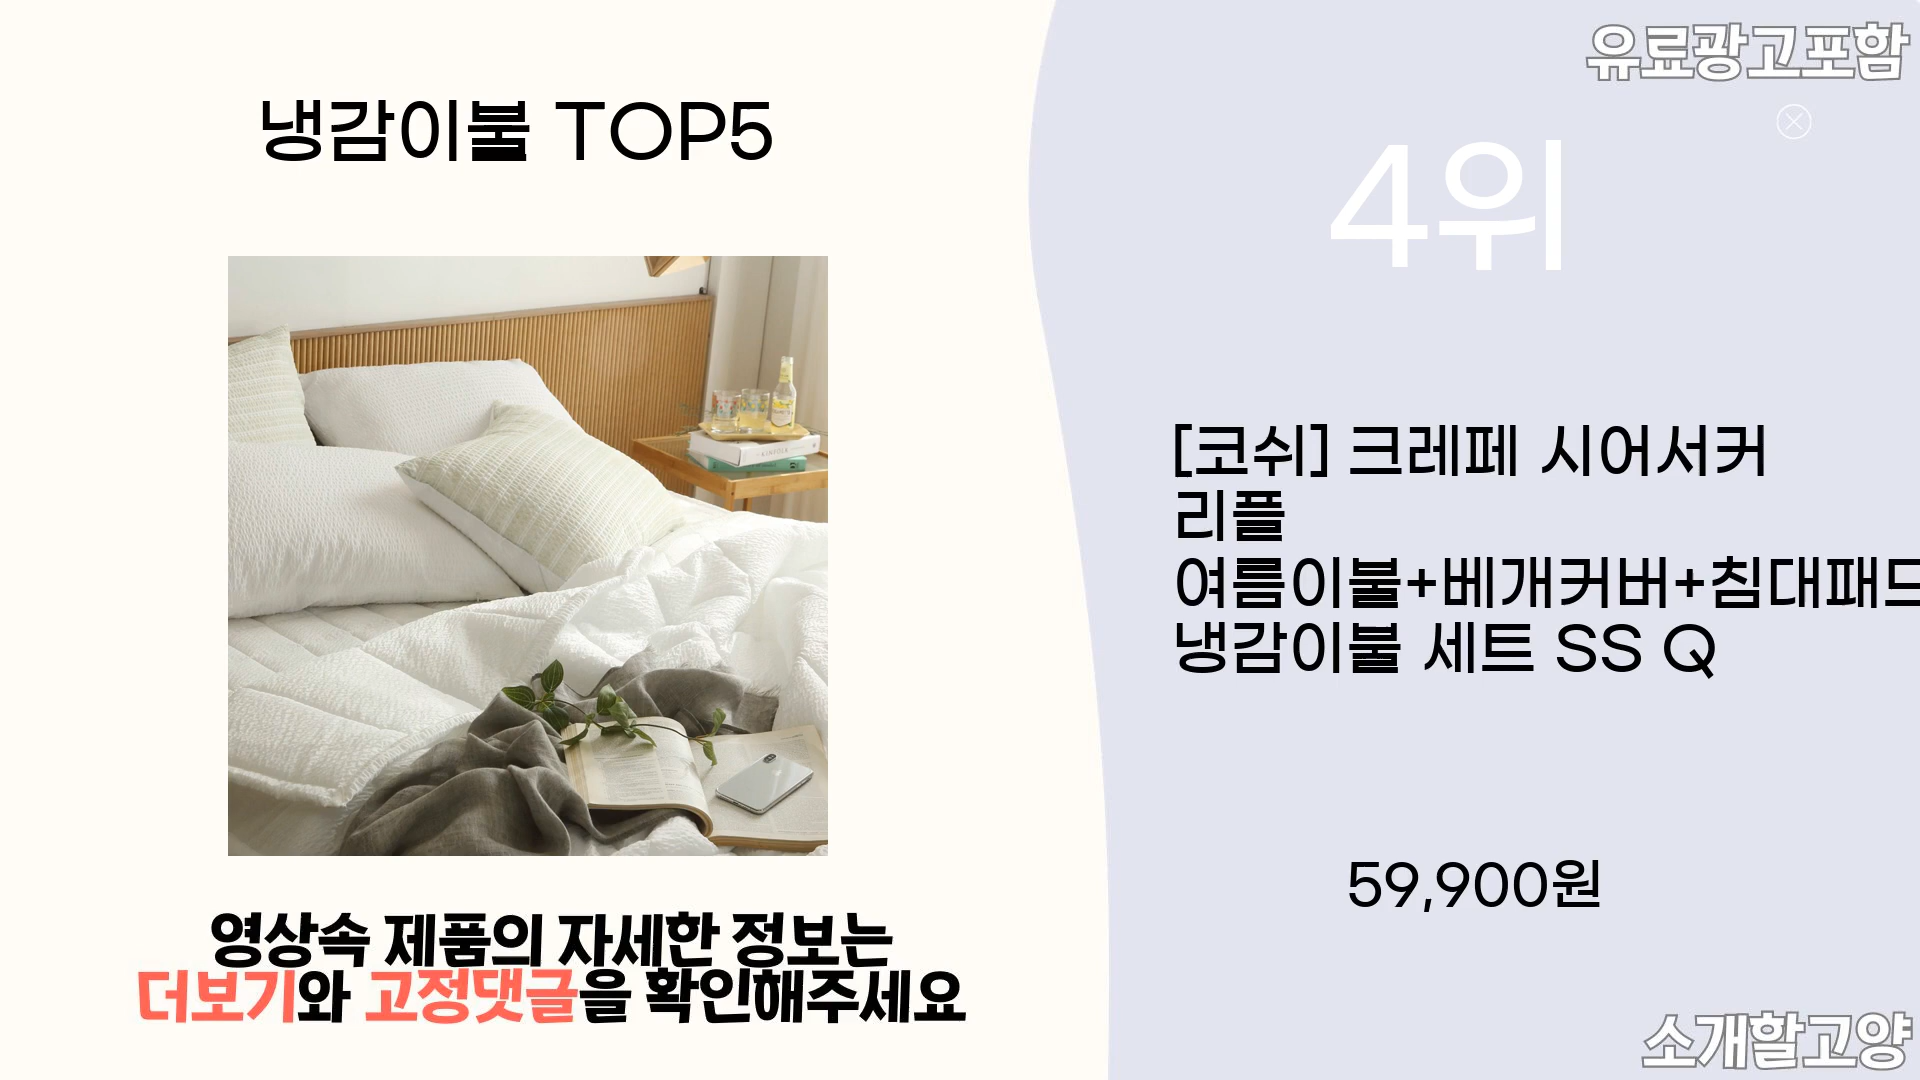 유료광고포함
냉감이불 TOP5
4위
[코쉬] 크레페 시어서커
리플
여름이불+베개커버+침대패드
냉감이불 세트 SS Q
KINFOLK
59,900원
영상속 제품의 자세한 정보는
더보기와 고정댓글을 확인해주세요
소개할고양